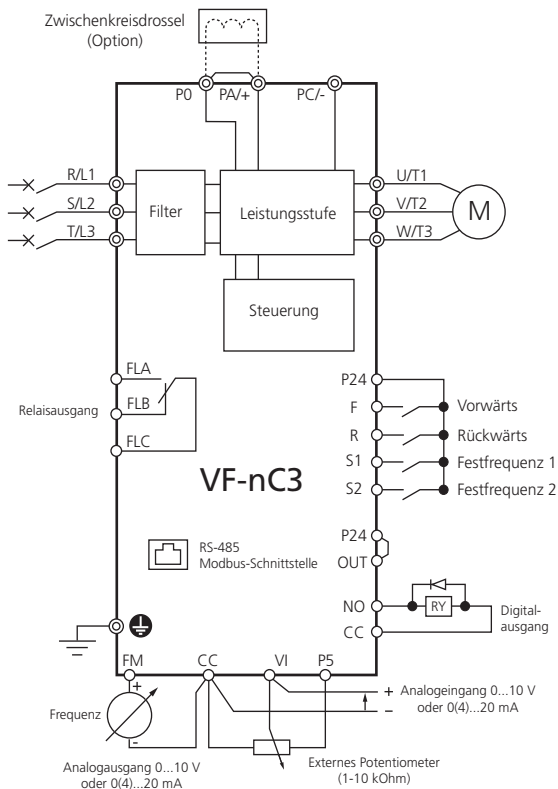 Zwischenkreisdrossel
(Option)
P0
PA/+
PC/-
R/L1
S/L2
T/L3
Filter
Leistungsstufe
U/T1
V/T2
W/T3
M
Steuerung
FLA
FLB
FLC
Relaisausgang
P24
F
Vorwärts
R
Rückwärts
S1
Festfrequenz 1
S2
Festfrequenz 2
VF-nC3
RS-485
Modbus-Schnittstelle
P24
OUT
NO
RY
CC
Digital-
ausgang
FM
CC
VI
P5
+
-
Frequenz
+ Analogeingang 0...10 V
− oder 0(4)...20 mA
Analogausgang 0...10 V
oder 0(4)...20 mA
Externes Potentiometer
(1-10 kOhm)